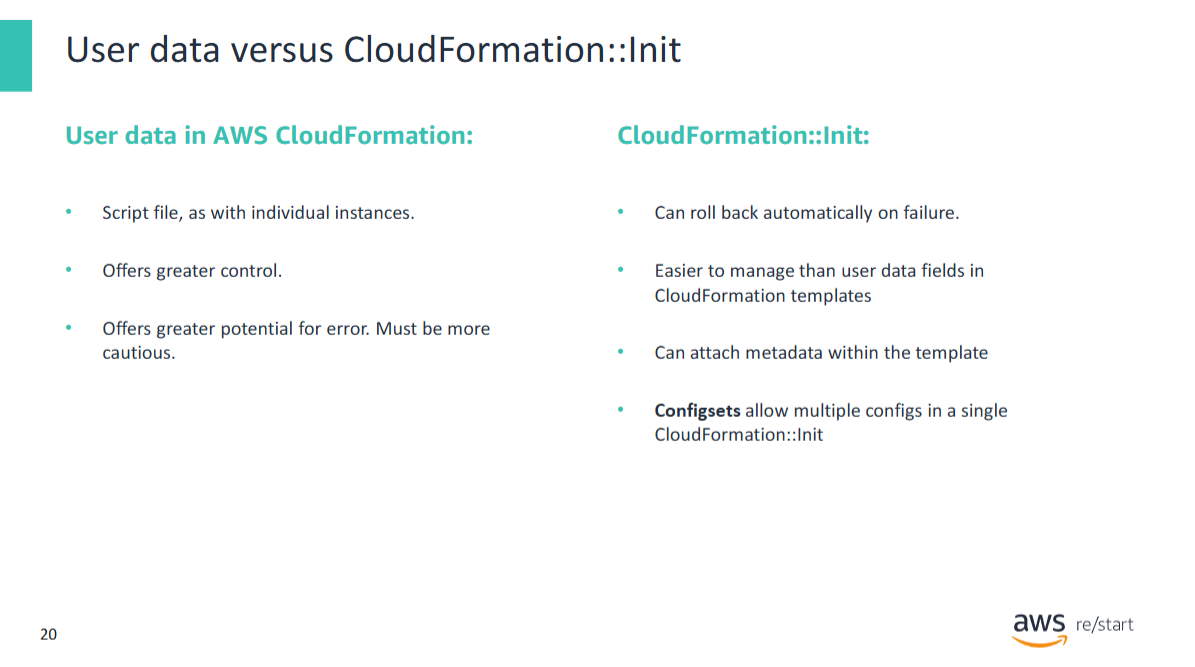 User data versus CloudFormation::Init
User data in AWS CloudFormation:
• Script file, as with individual instances.
• Offers greater control.
• Offers greater potential for error. Must be more
cautious.
CloudFormation::Init:
• Can roll back automatically on failure.
• Easier to manage than user data fields in
CloudFormation templates
• Can attach metadata within the template
• Configsets allow multiple configs in a single
CloudFormation::Init
20
aws re/start